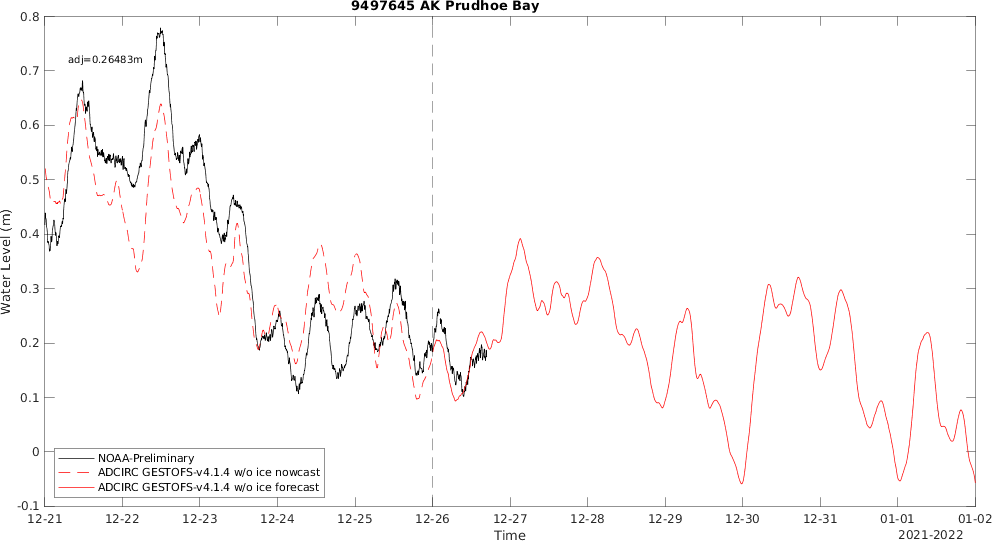 9497645 AK Prudhoe Bay
0.8
adj=0.26483m
0.7
0.6
0.5
0.4
0.3
0.2
0.1
0
-0.1
Water Level (m)
NOAA-Preliminary
ADCIRC GESTOFS-v4.1.4 w/o ice nowcast
ADCIRC GESTOFS-v4.1.4 w/o ice forecast
12-21 12-22 12-23 12-24 12-25 12-26 12-27 12-28 12-29 12-30 12-31 01-01 01-02
Time
2021-2022